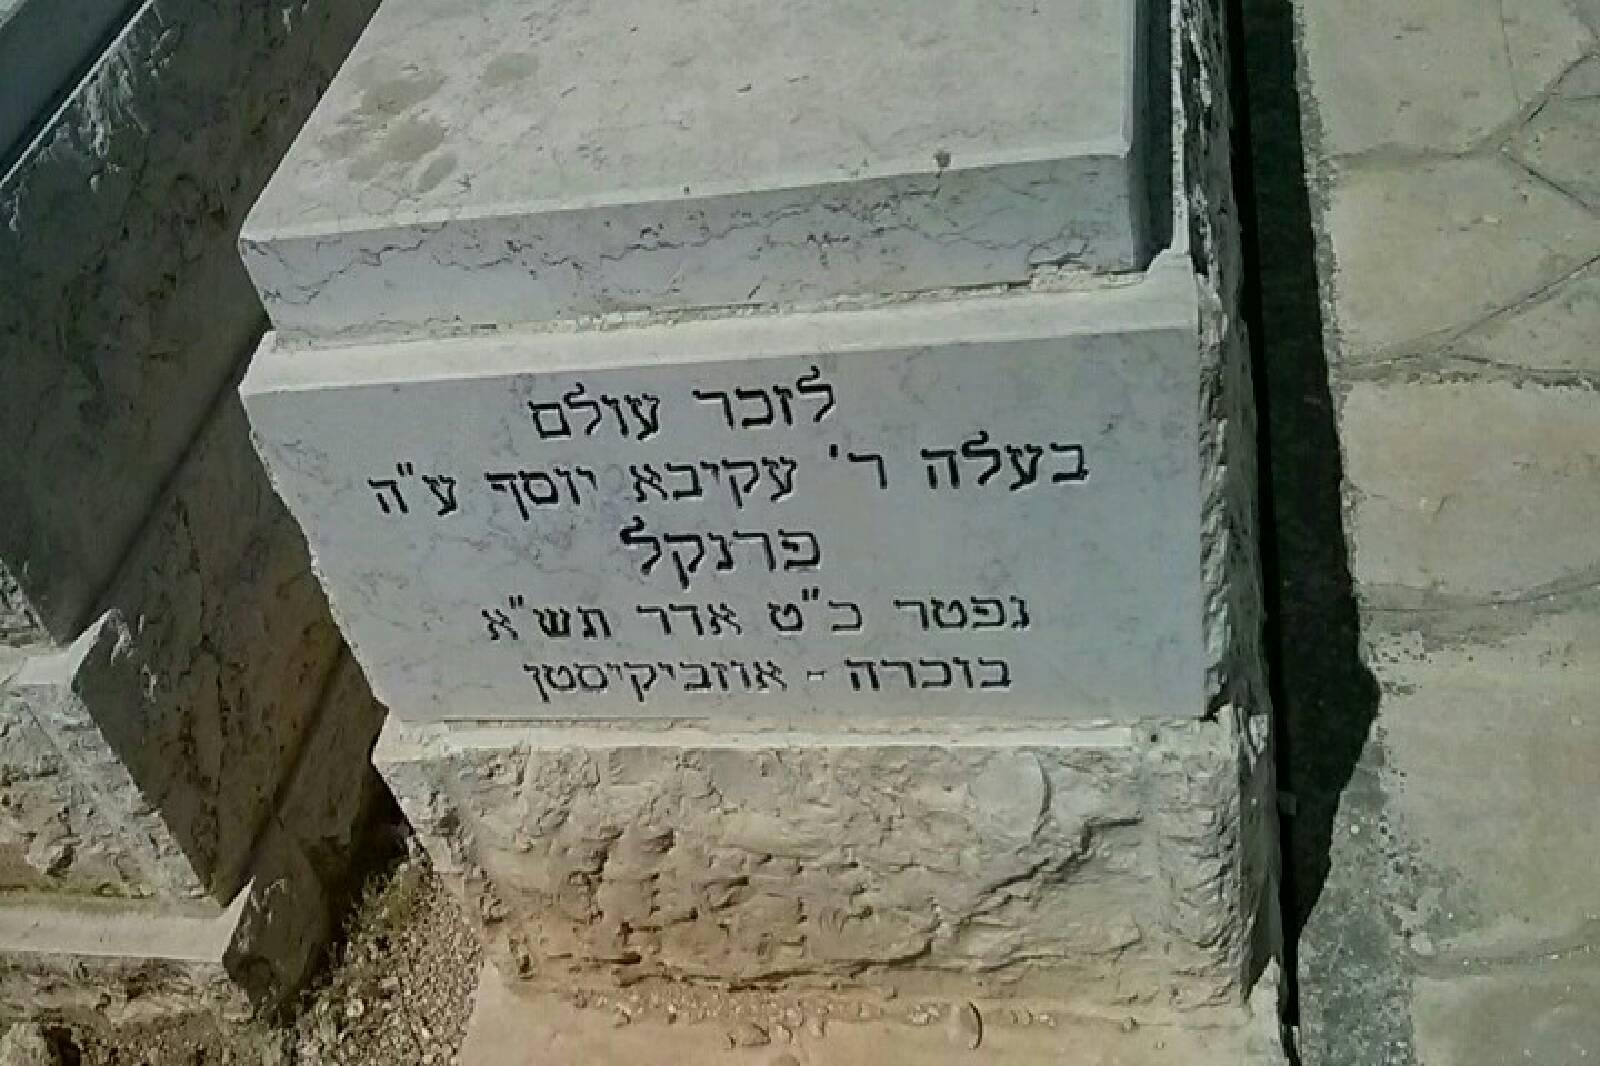 לזכר עולם
בעלה ר' עקיבא יוסף ע"ה
פרנקל
נפטר כ"ט אדר תש"א
בוכרה - אוזביקיסטן